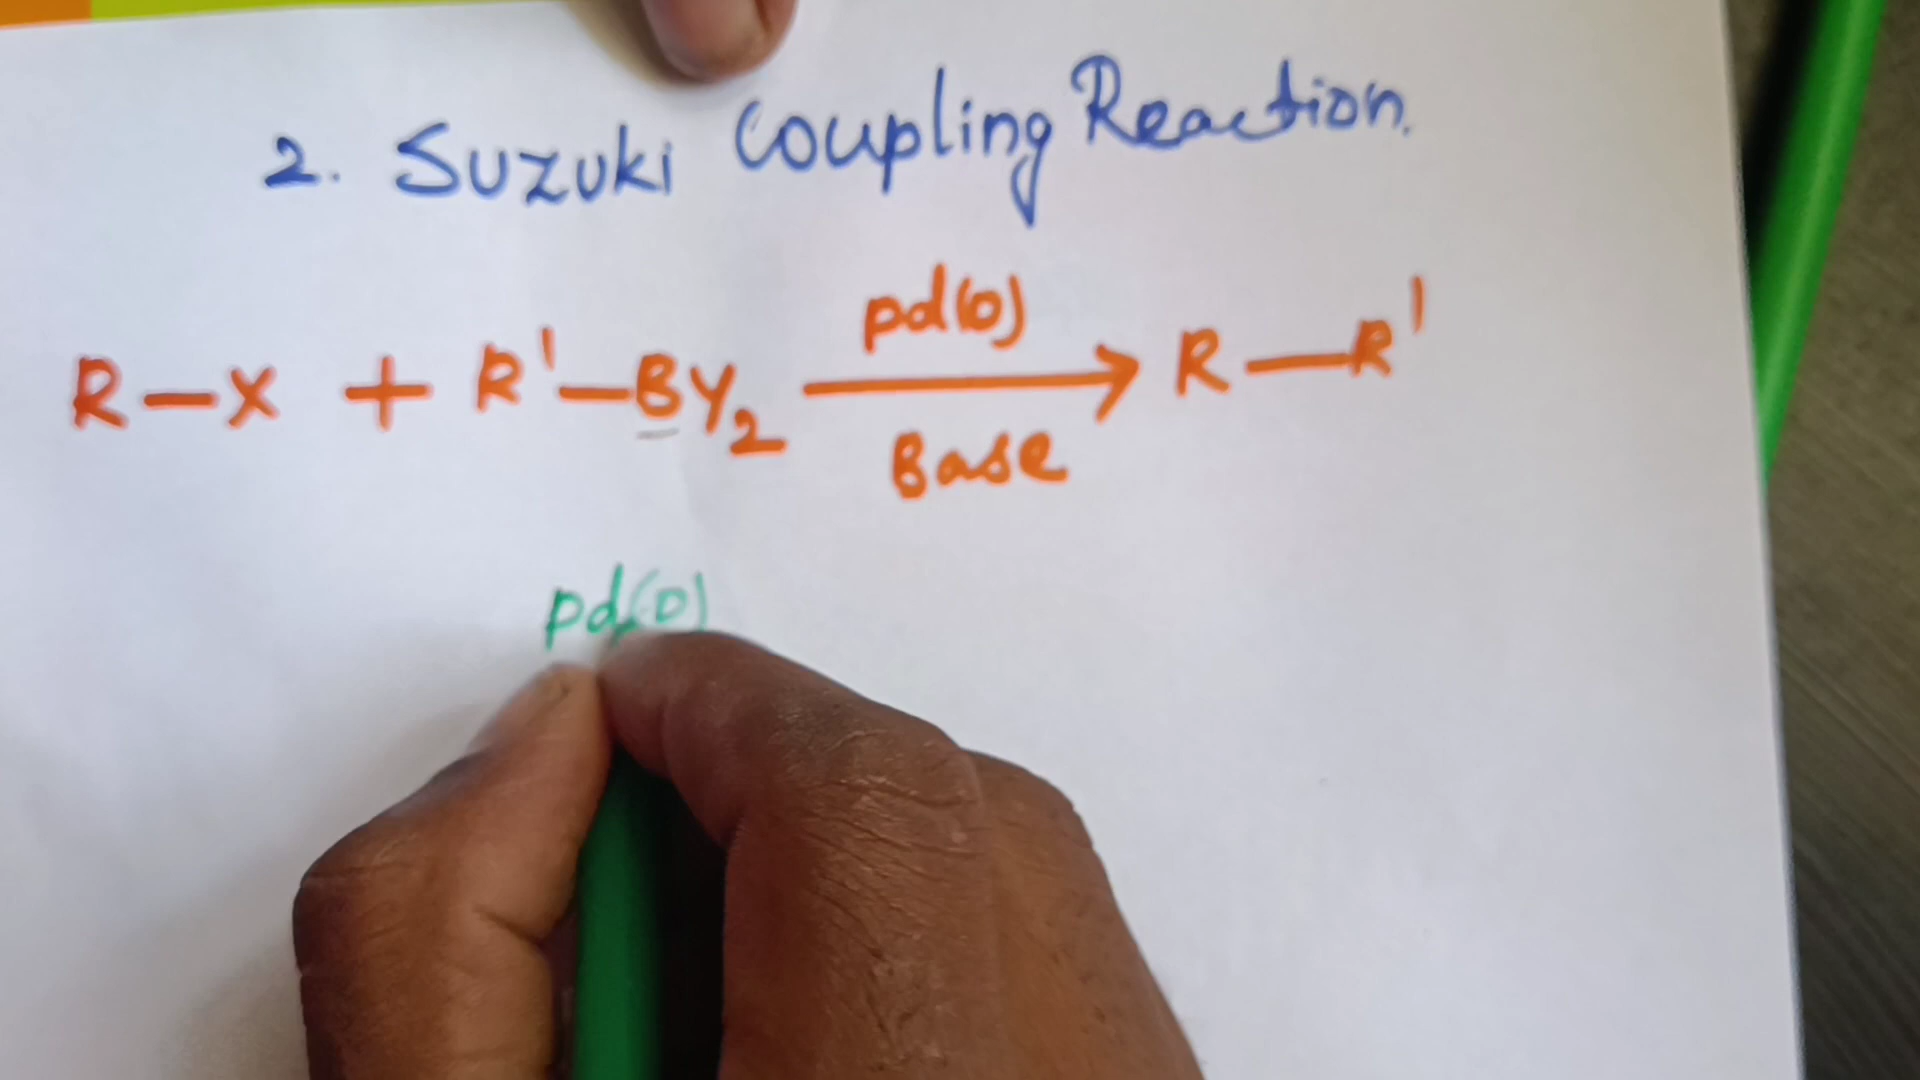 2. Suzuki Coupling Reaction.
pd(0)
R-X + R'-BY₂ → R-R'
Base
pd(0)